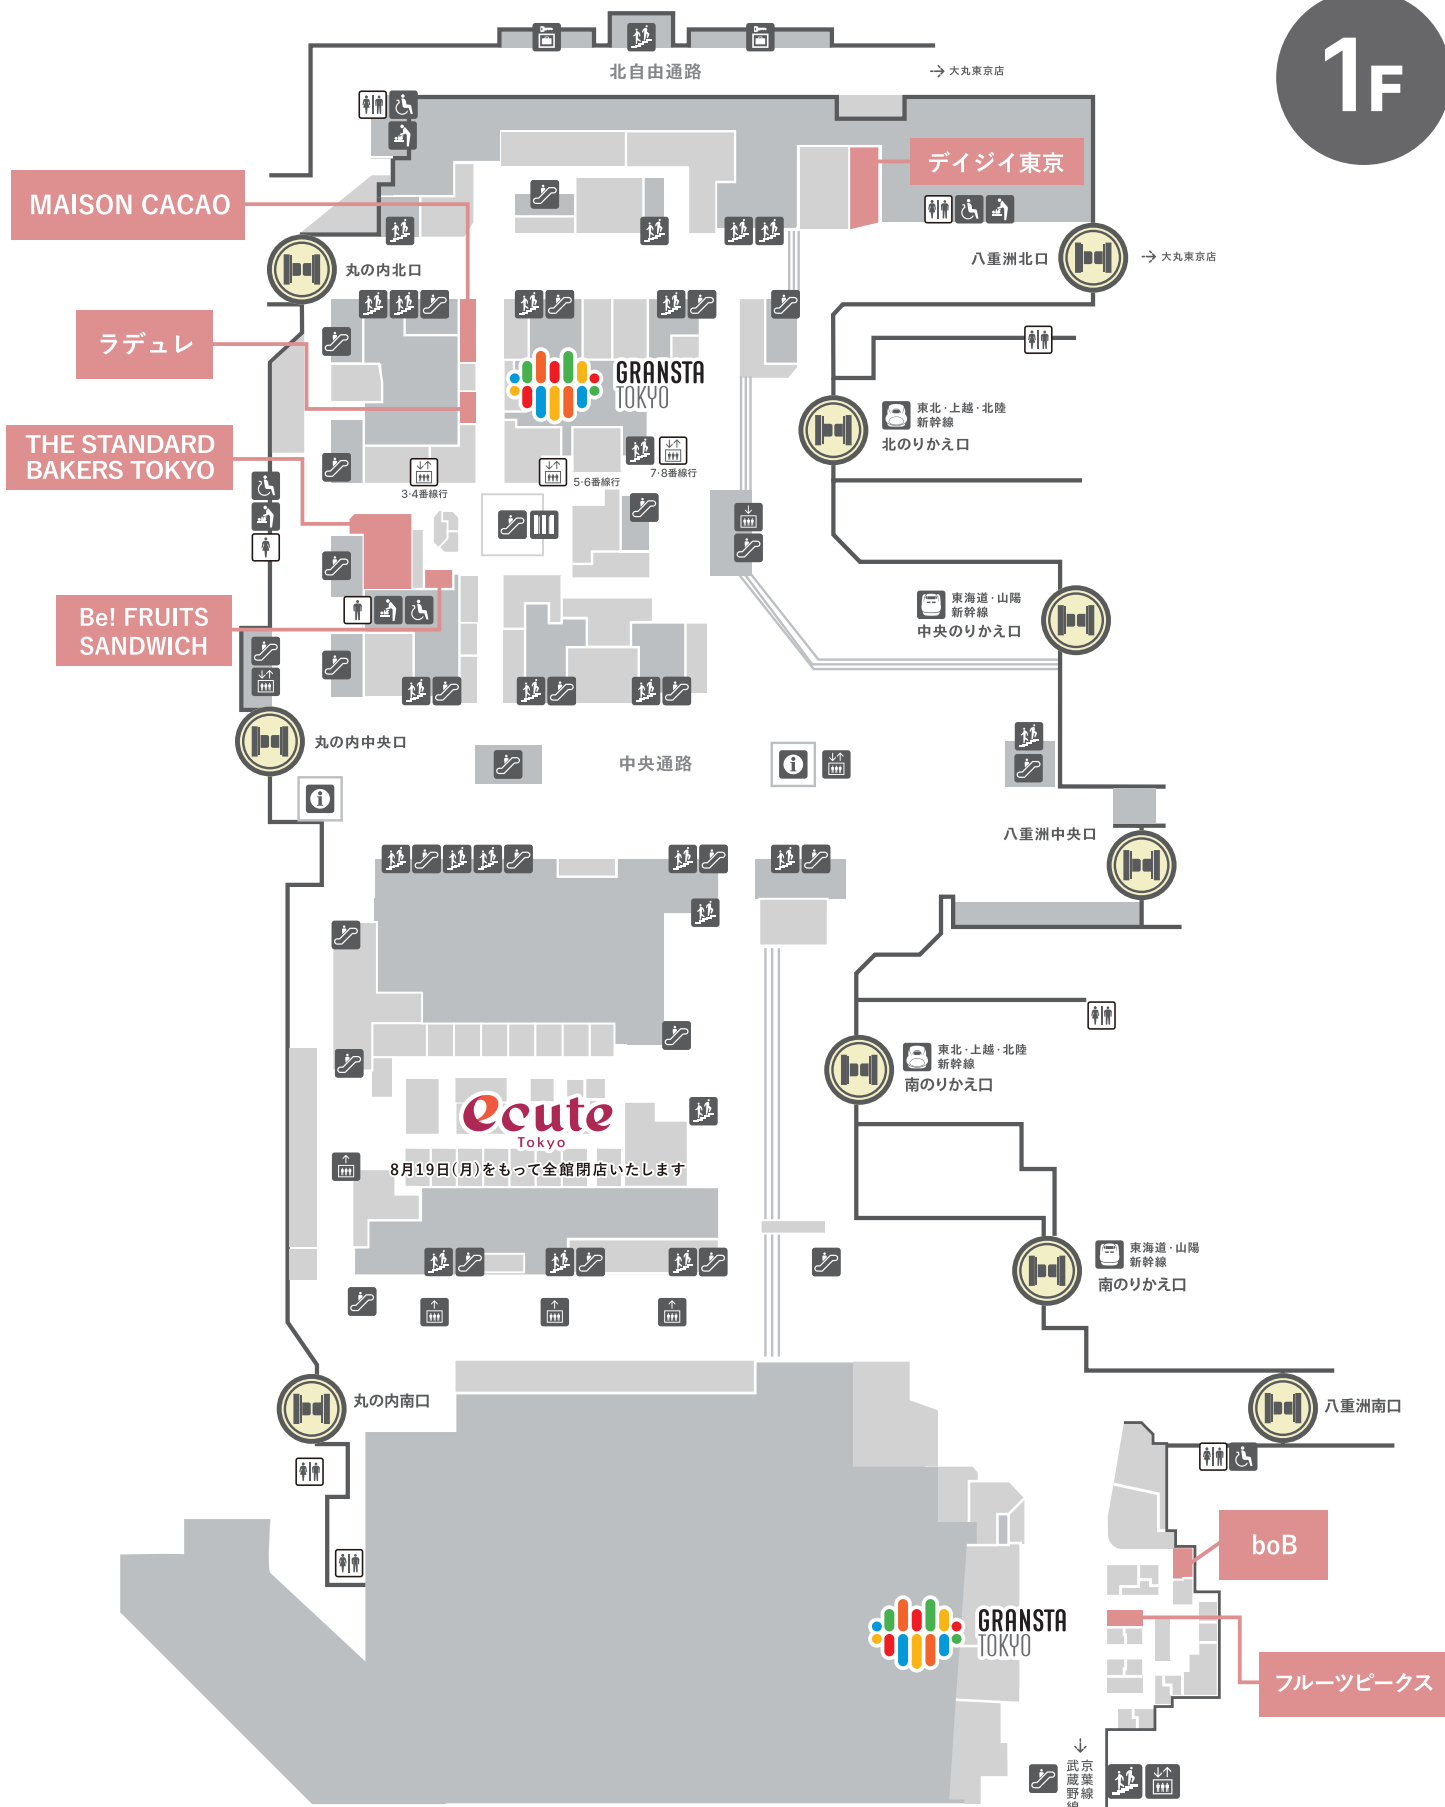 1F
北自由通路
大丸東京店
デイジイ東京
MAISON CACAO
丸の内北口
八重洲北口
大丸東京店
ラデュレ
GRANSTA
TOKYO
東北・上越・北陸
新幹線
北のりかえ口
THE STANDARD
BAKERS TOKYO
3・4番線行
5・6番線行
7・8番線行
東海道・山陽
新幹線
中央のりかえ口
Be! FRUITS
SANDWICH
丸の内中央口
中央通路
八重洲中央口
東北・上越・北陸
新幹線
南のりかえ口
ecute
Tokyo
8月19日(月)をもって全館閉店いたします
東海道・山陽
新幹線
南のりかえ口
丸の内南口
八重洲南口
boB
GRANSTA
TOKYO
フルーツピークス
京葉線
武蔵野線